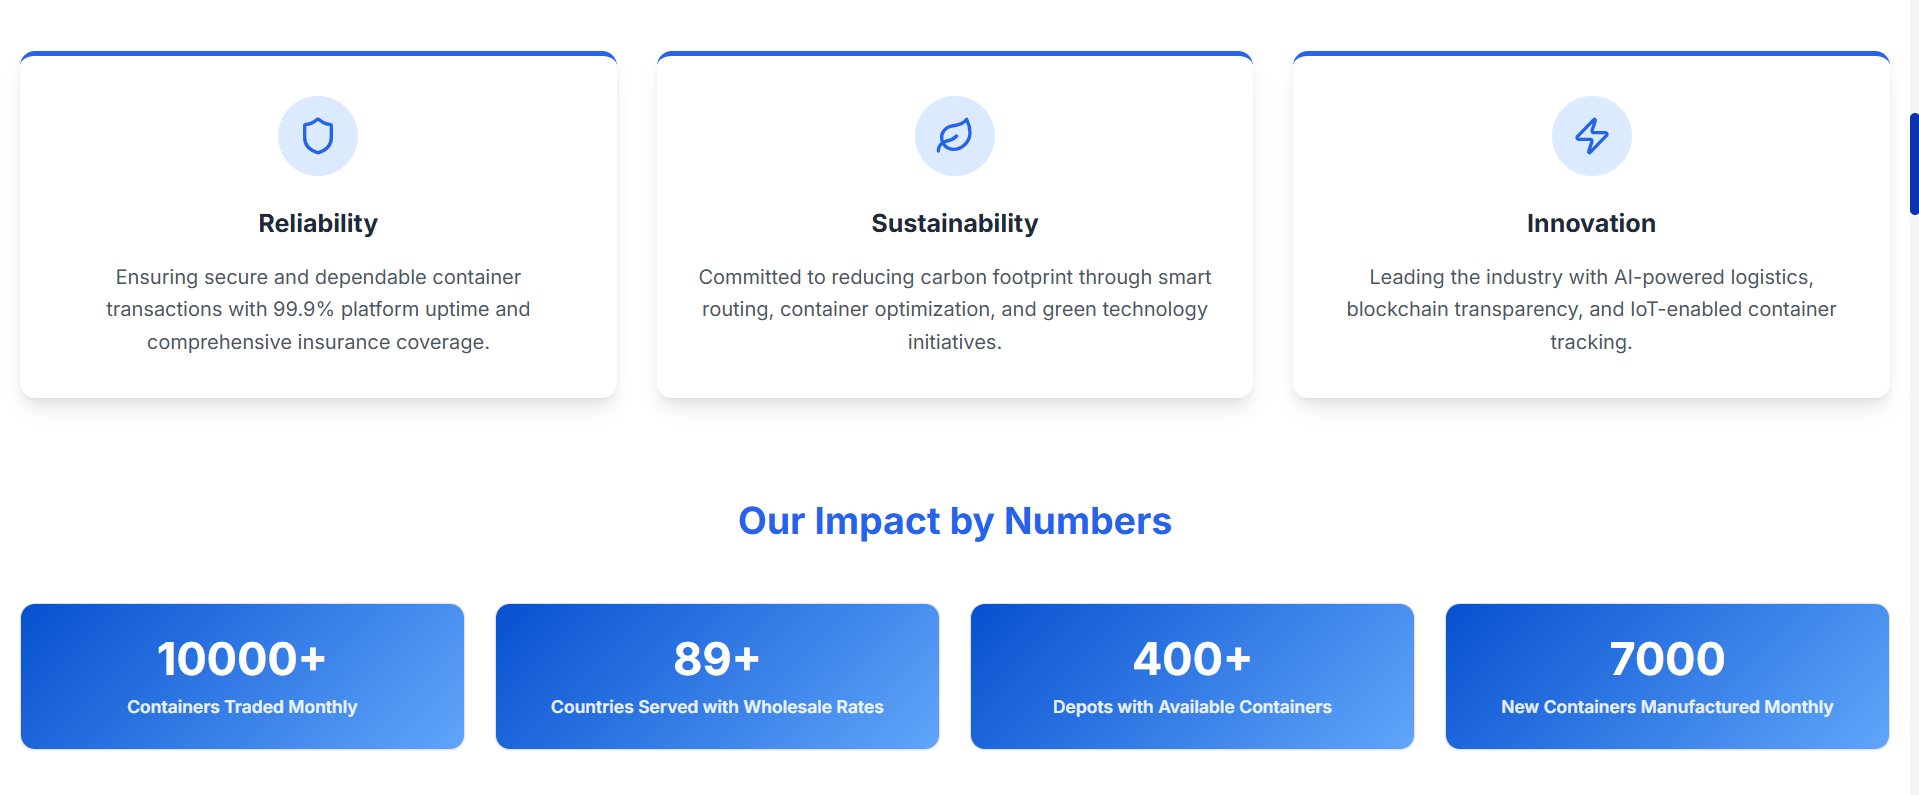 Reliability
Ensuring secure and dependable container
transactions with 99.9% platform uptime and
comprehensive insurance coverage.
Sustainability
Committed to reducing carbon footprint through smart
routing, container optimization, and green technology
initiatives.
Innovation
Leading the industry with AI-powered logistics,
blockchain transparency, and IoT-enabled container
tracking.
Our Impact by Numbers
10000+
Containers Traded Monthly
89+
Countries Served with Wholesale Rates
400+
Depots with Available Containers
7000
New Containers Manufactured Monthly